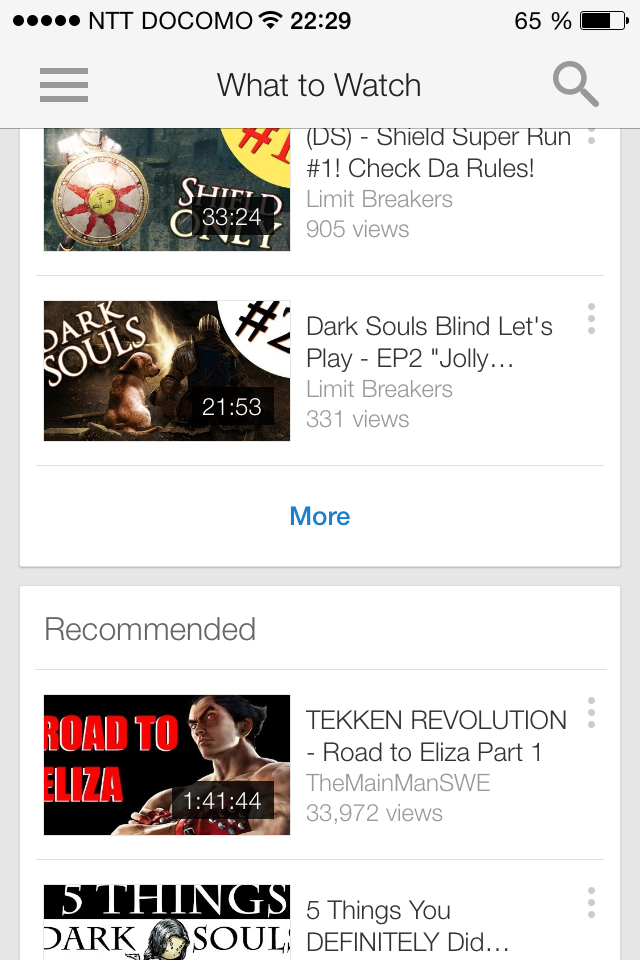 NTT DOCOMO 22:29 65 %
What to Watch
#1
SHIELD
ONLY
33:24
(DS) - Shield Super Run
#1! Check Da Rules!
Limit Breakers
905 views
DARK
SOULS
#2
21:53
Dark Souls Blind Let's
Play - EP2 "Jolly…
Limit Breakers
331 views
More
Recommended
ROAD TO
ELIZA
1:41:44
TEKKEN REVOLUTION
- Road to Eliza Part 1
TheMainManSWE
33,972 views
5 THINGS
DARK SOULS
5 Things You
DEFINITELY Did…